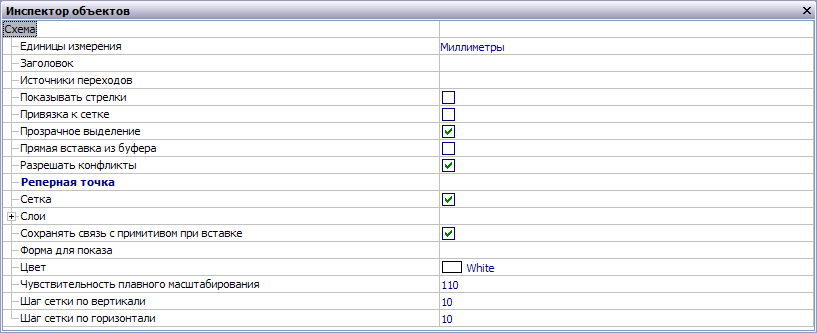 Инспектор объектов
Схема
Единицы измерения Миллиметры
Заголовок
Источники переходов
Показывать стрелки
Привязка к сетке
Прозрачное выделение
Прямая вставка из буфера
Разрешать конфликты
Реперная точка
Сетка
Слои
Сохранять связь с примитивом при вставке
Форма для показа
Цвет White
Чувствительность плавного масштабирования 110
Шаг сетки по вертикали 10
Шаг сетки по горизонтали 10